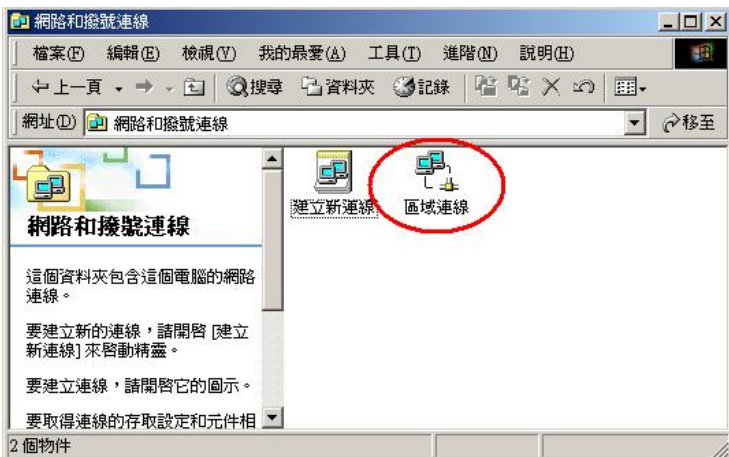 網路和撥號連線
檔案(F) 編輯(E) 檢視(V) 我的最愛(A) 工具(T) 進階(N) 說明(H)
上一頁 搜尋 資料夾 記錄
網址(D) 網路和撥號連線 移至
網路和撥號連線
這個資料夾包含這個電腦的網路
連線。
要建立新的連線，請開啟 [建立
新連線] 來啟動精靈。
要建立連線，請開啟它的圖示。
要取得連線的存取設定和元件相
建立新連線
區域連線
2 個物件